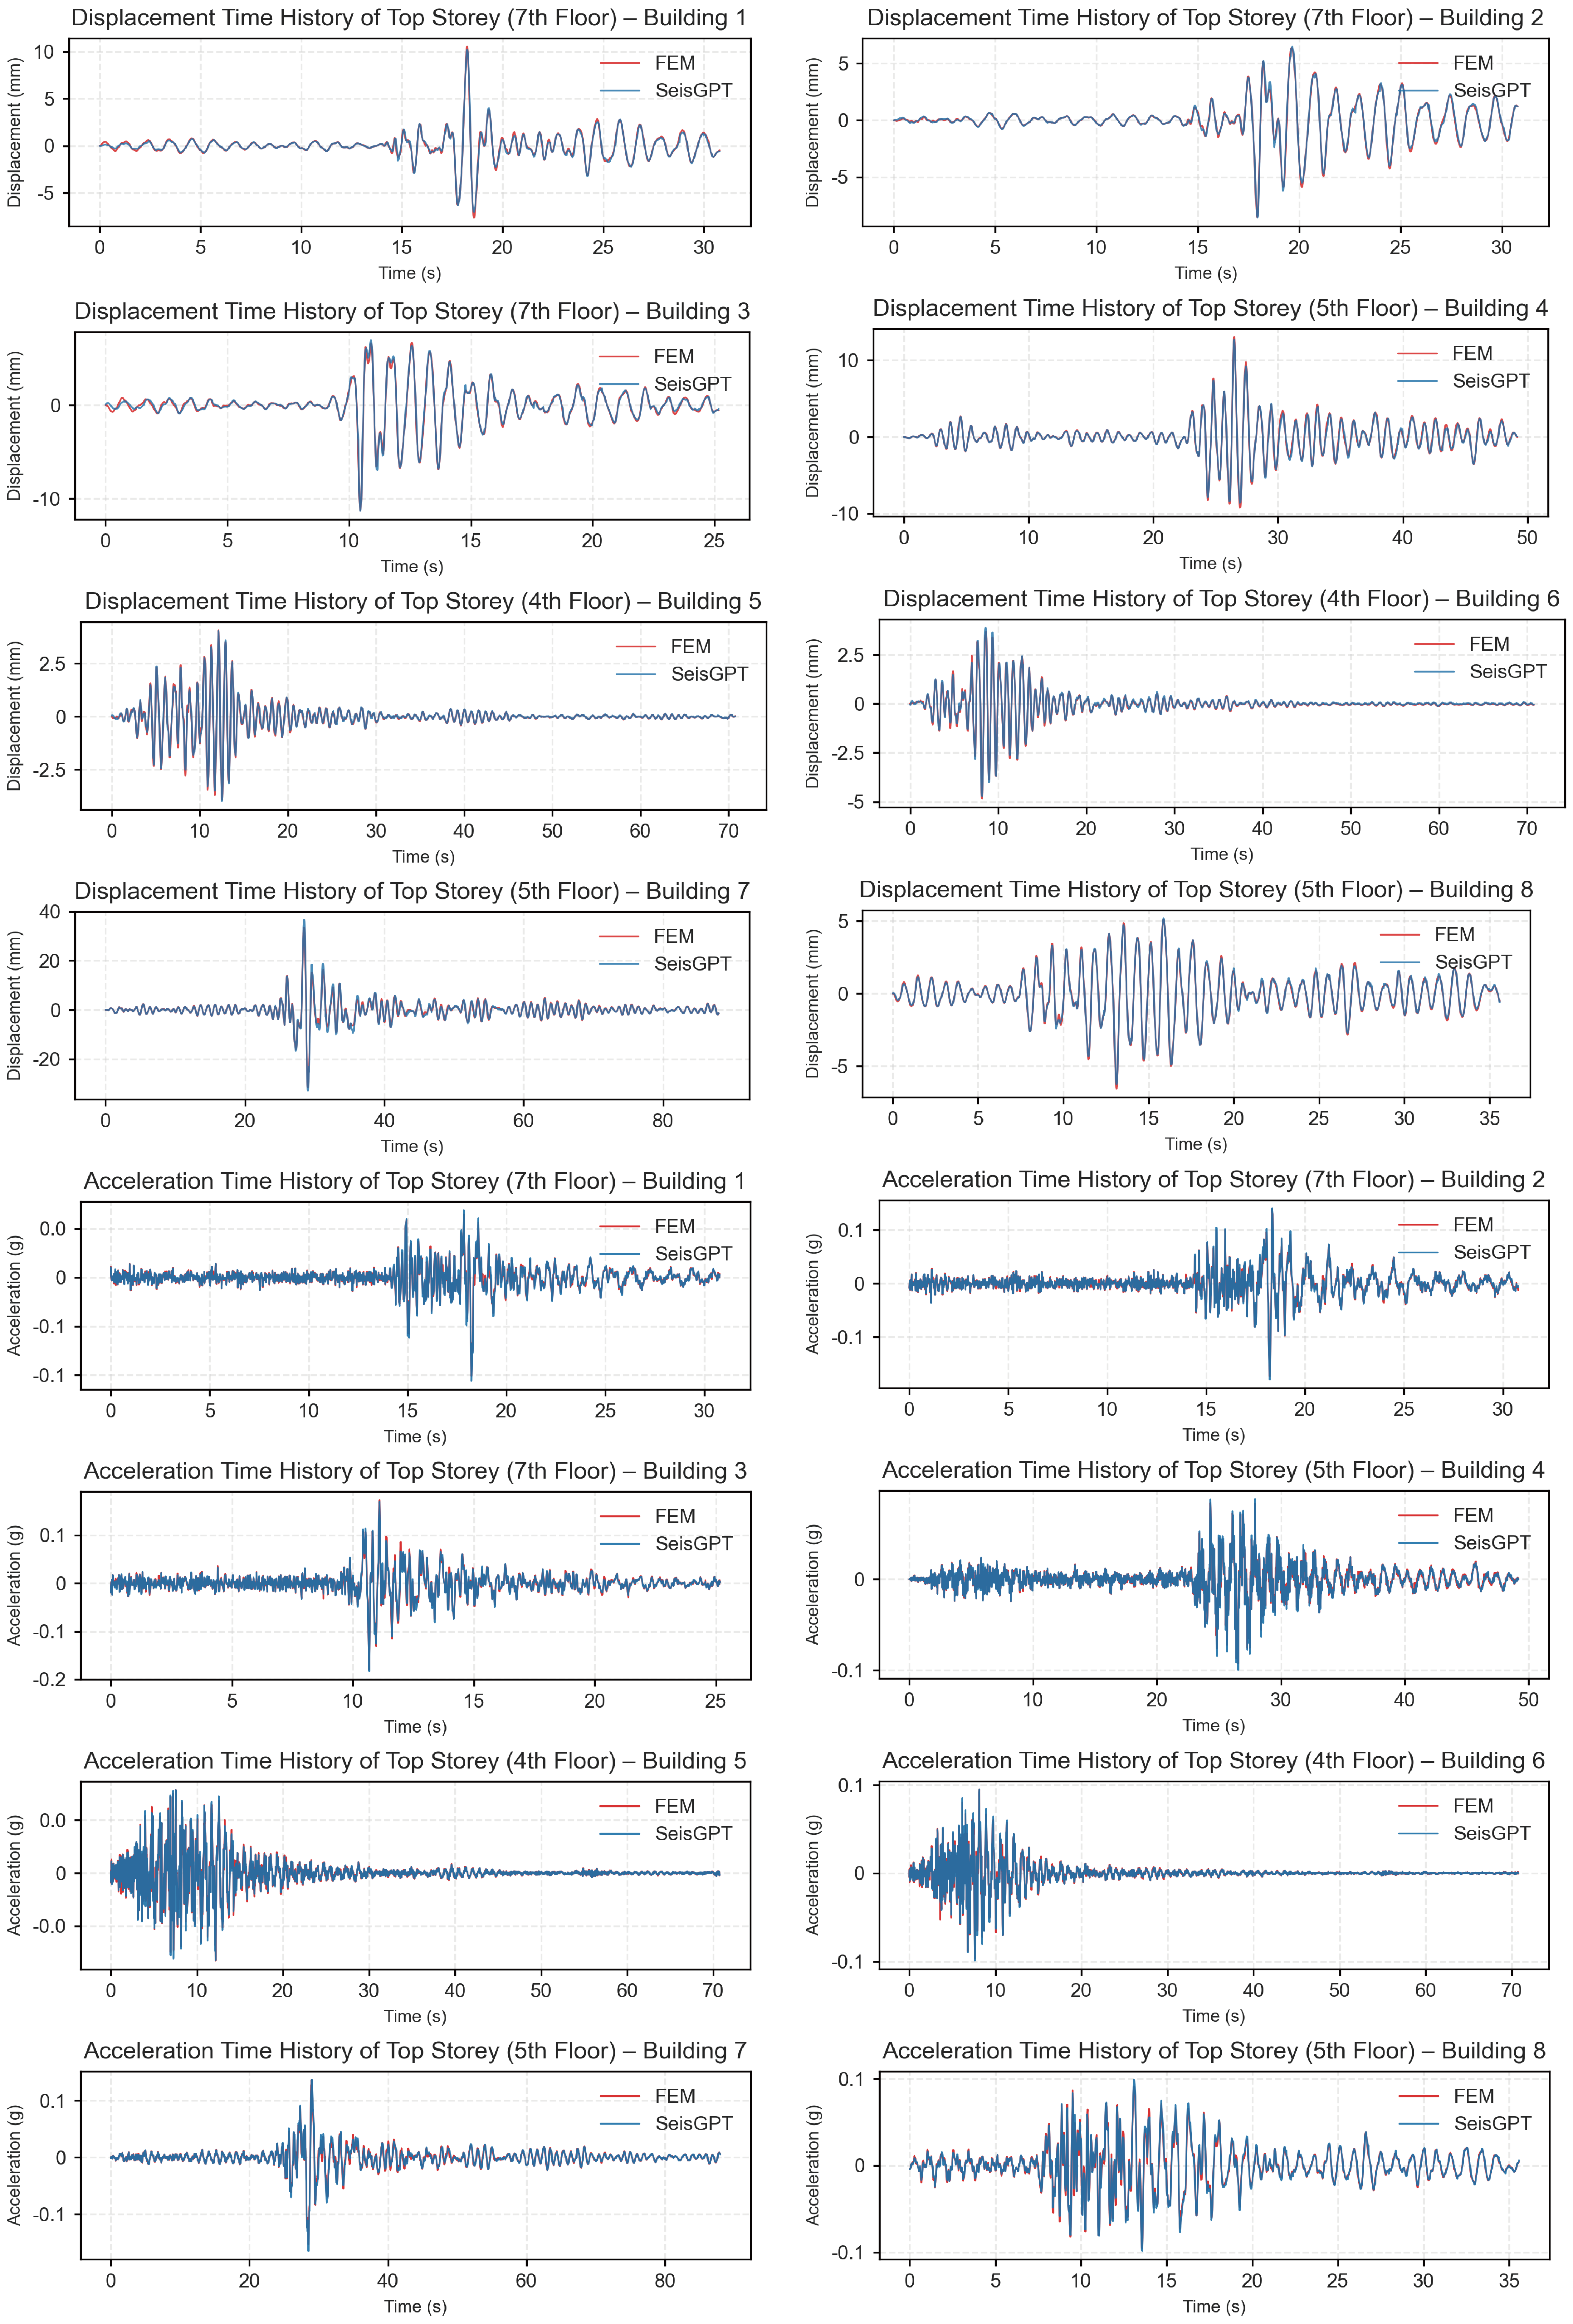 Displacement Time History of Top Storey (7th Floor) – Building 1
10
5
0
-5
Displacement (mm)
FEM
SeisGPT
0 5 10 15 20 25 30
Time (s)
Displacement Time History of Top Storey (7th Floor) – Building 2
5
0
-5
Displacement (mm)
FEM
SeisGPT
0 5 10 15 20 25 30
Time (s)
Displacement Time History of Top Storey (7th Floor) – Building 3
0
-10
Displacement (mm)
FEM
SeisGPT
0 5 10 15 20 25
Time (s)
Displacement Time History of Top Storey (5th Floor) – Building 4
10
0
-10
Displacement (mm)
FEM
SeisGPT
0 10 20 30 40 50
Time (s)
Displacement Time History of Top Storey (4th Floor) – Building 5
2.5
0
-2.5
Displacement (mm)
FEM
SeisGPT
0 10 20 30 40 50 60 70
Time (s)
Displacement Time History of Top Storey (4th Floor) – Building 6
2.5
0
-2.5
-5
Displacement (mm)
FEM
SeisGPT
0 10 20 30 40 50 60 70
Time (s)
Displacement Time History of Top Storey (5th Floor) – Building 7
40
20
0
-20
Displacement (mm)
FEM
SeisGPT
0 20 40 60 80
Time (s)
Displacement Time History of Top Storey (5th Floor) – Building 8
5
0
-5
Displacement (mm)
FEM
SeisGPT
0 5 10 15 20 25 30 35
Time (s)
Acceleration Time History of Top Storey (7th Floor) – Building 1
0.0
0
-0.1
-0.1
Acceleration (g)
FEM
SeisGPT
0 5 10 15 20 25 30
Time (s)
Acceleration Time History of Top Storey (7th Floor) – Building 2
0.1
0
-0.1
Acceleration (g)
FEM
SeisGPT
0 5 10 15 20 25 30
Time (s)
Acceleration Time History of Top Storey (7th Floor) – Building 3
0.1
0
-0.1
-0.2
Acceleration (g)
FEM
SeisGPT
0 5 10 15 20 25
Time (s)
Acceleration Time History of Top Storey (5th Floor) – Building 4
0
-0.1
Acceleration (g)
FEM
SeisGPT
0 10 20 30 40 50
Time (s)
Acceleration Time History of Top Storey (4th Floor) – Building 5
0.0
0
-0.0
Acceleration (g)
FEM
SeisGPT
0 10 20 30 40 50 60 70
Time (s)
Acceleration Time History of Top Storey (4th Floor) – Building 6
0.1
0
-0.1
Acceleration (g)
FEM
SeisGPT
0 10 20 30 40 50 60 70
Time (s)
Acceleration Time History of Top Storey (5th Floor) – Building 7
0.1
0
-0.1
Acceleration (g)
FEM
SeisGPT
0 20 40 60 80
Time (s)
Acceleration Time History of Top Storey (5th Floor) – Building 8
0.1
0
-0.1
Acceleration (g)
FEM
SeisGPT
0 5 10 15 20 25 30 35
Time (s)